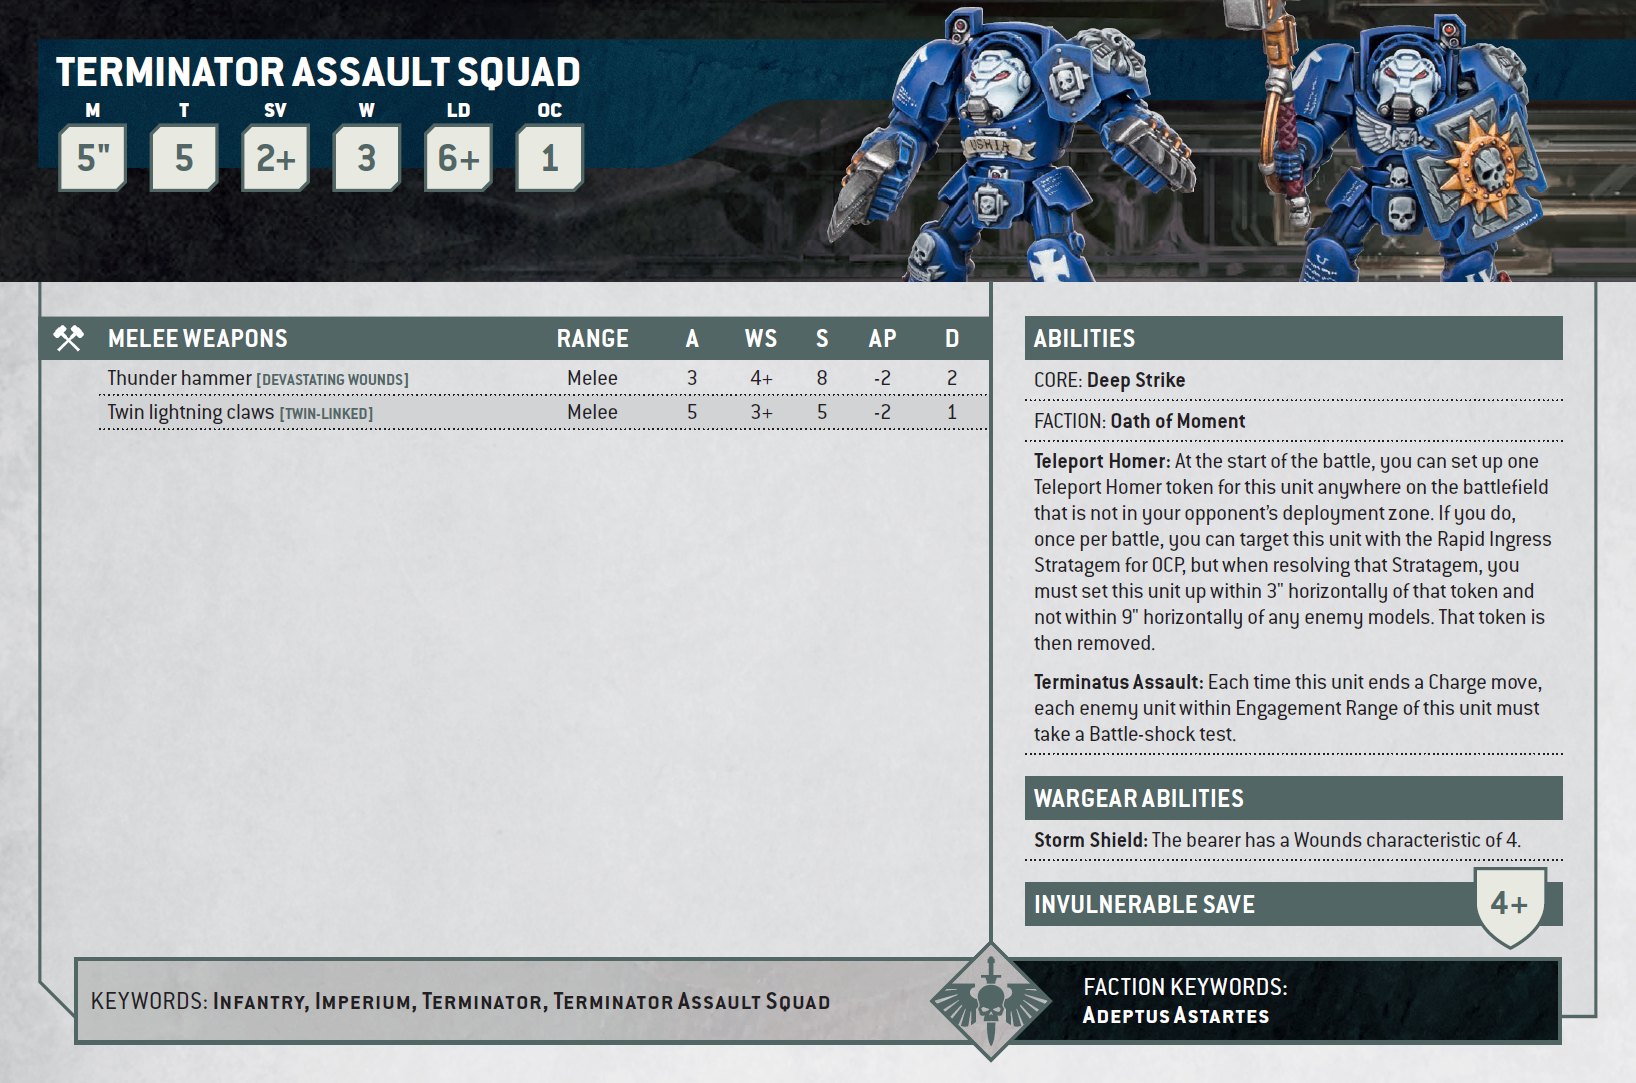 TERMINATOR ASSAULT SQUAD
M T SV W LD OC
5" 5 2+ 3 6+ 1
USKIA
MELEE WEAPONS RANGE A WS S AP D
Thunder hammer [DEVASTATING WOUNDS] Melee 3 4+ 8 -2 2
Twin lightning claws [TWIN-LINKED] Melee 5 3+ 5 -2 1
ABILITIES
CORE: Deep Strike
FACTION: Oath of Moment
Teleport Homer: At the start of the battle, you can set up one
Teleport Homer token for this unit anywhere on the battlefield
that is not in your opponent's deployment zone. If you do,
once per battle, you can target this unit with the Rapid Ingress
Stratagem for 0CP, but when resolving that Stratagem, you
must set this unit up within 3" horizontally of that token and
not within 9" horizontally of any enemy models. That token is
then removed.
Terminatus Assault: Each time this unit ends a Charge move,
each enemy unit within Engagement Range of this unit must
take a Battle-shock test.
WARGEAR ABILITIES
Storm Shield: The bearer has a Wounds characteristic of 4.
INVULNERABLE SAVE 4+
KEYWORDS: INFANTRY, IMPERIUM, TERMINATOR, TERMINATOR ASSAULT SQUAD
FACTION KEYWORDS:
ADEPTUS ASTARTES